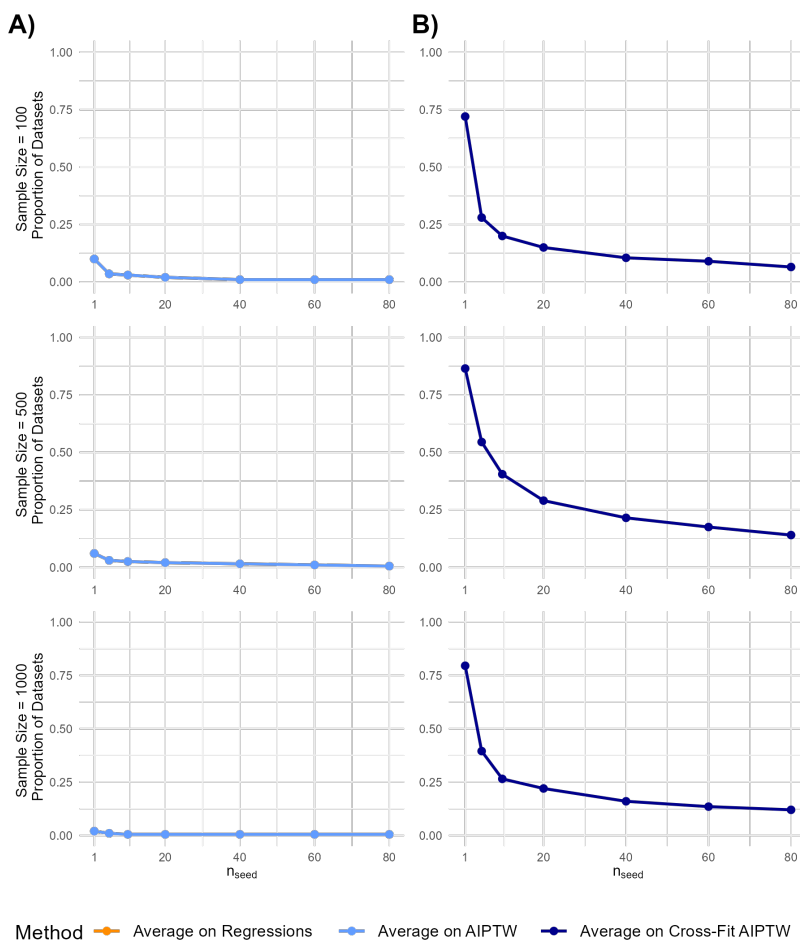 A)
B)
Sample Size = 100
Proportion of Datasets
1.00
0.75
0.50
0.25
0.00
1 20 40 60 80
1.00
0.75
0.50
0.25
0.00
1 20 40 60 80
Sample Size = 500
Proportion of Datasets
1.00
0.75
0.50
0.25
0.00
1 20 40 60 80
1.00
0.75
0.50
0.25
0.00
1 20 40 60 80
Sample Size = 1000
Proportion of Datasets
1.00
0.75
0.50
0.25
0.00
1 20 40 60 80
nseed
1.00
0.75
0.50
0.25
0.00
1 20 40 60 80
nseed
Method Average on Regressions Average on AIPTW Average on Cross-Fit AIPTW